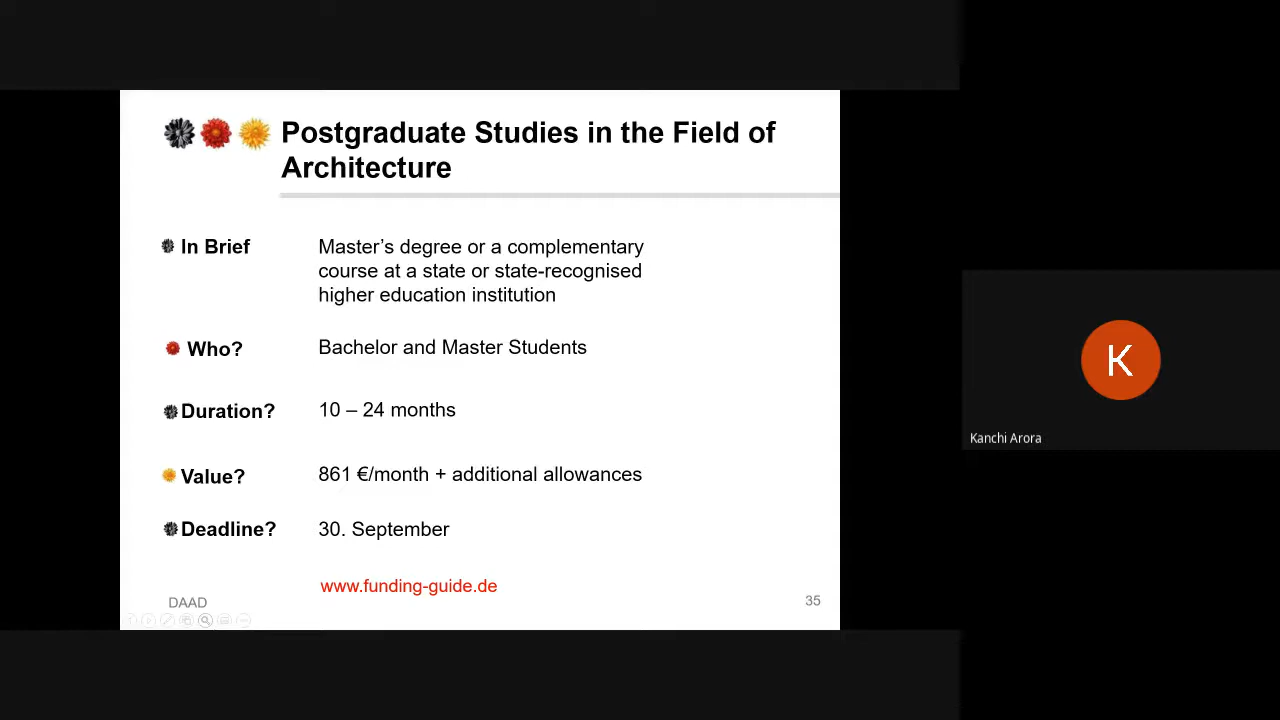 Postgraduate Studies in the Field of
Architecture
In Brief
Master’s degree or a complementary
course at a state or state-recognised
higher education institution
Who?
Bachelor and Master Students
Duration?
10 – 24 months
Value?
861 €/month + additional allowances
Deadline?
30. September
www.funding-guide.de
DAAD
35
K
Kanchi Arora